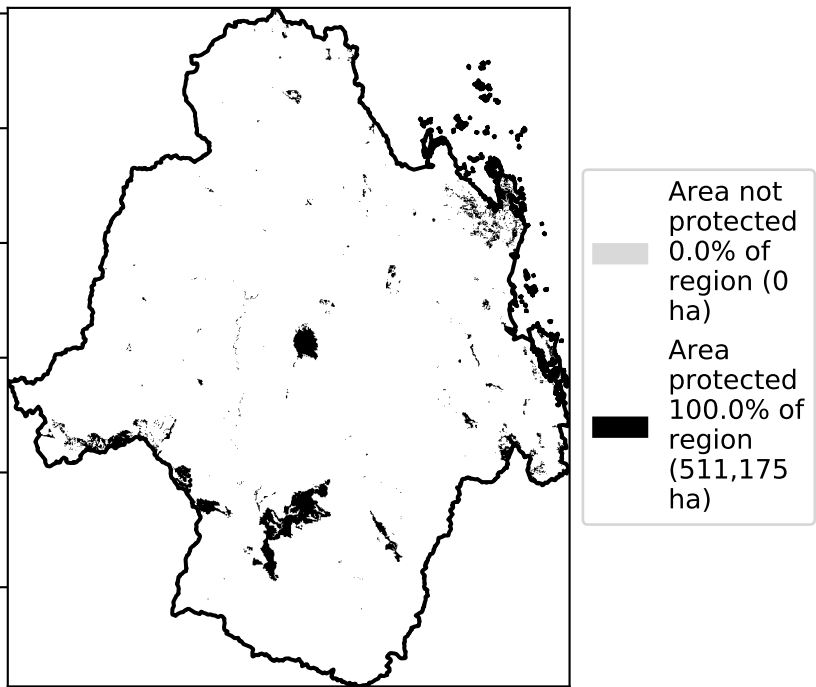 Area not
protected
0.0% of
region (0
ha)
Area
protected
100.0% of
region
(511,175
ha)